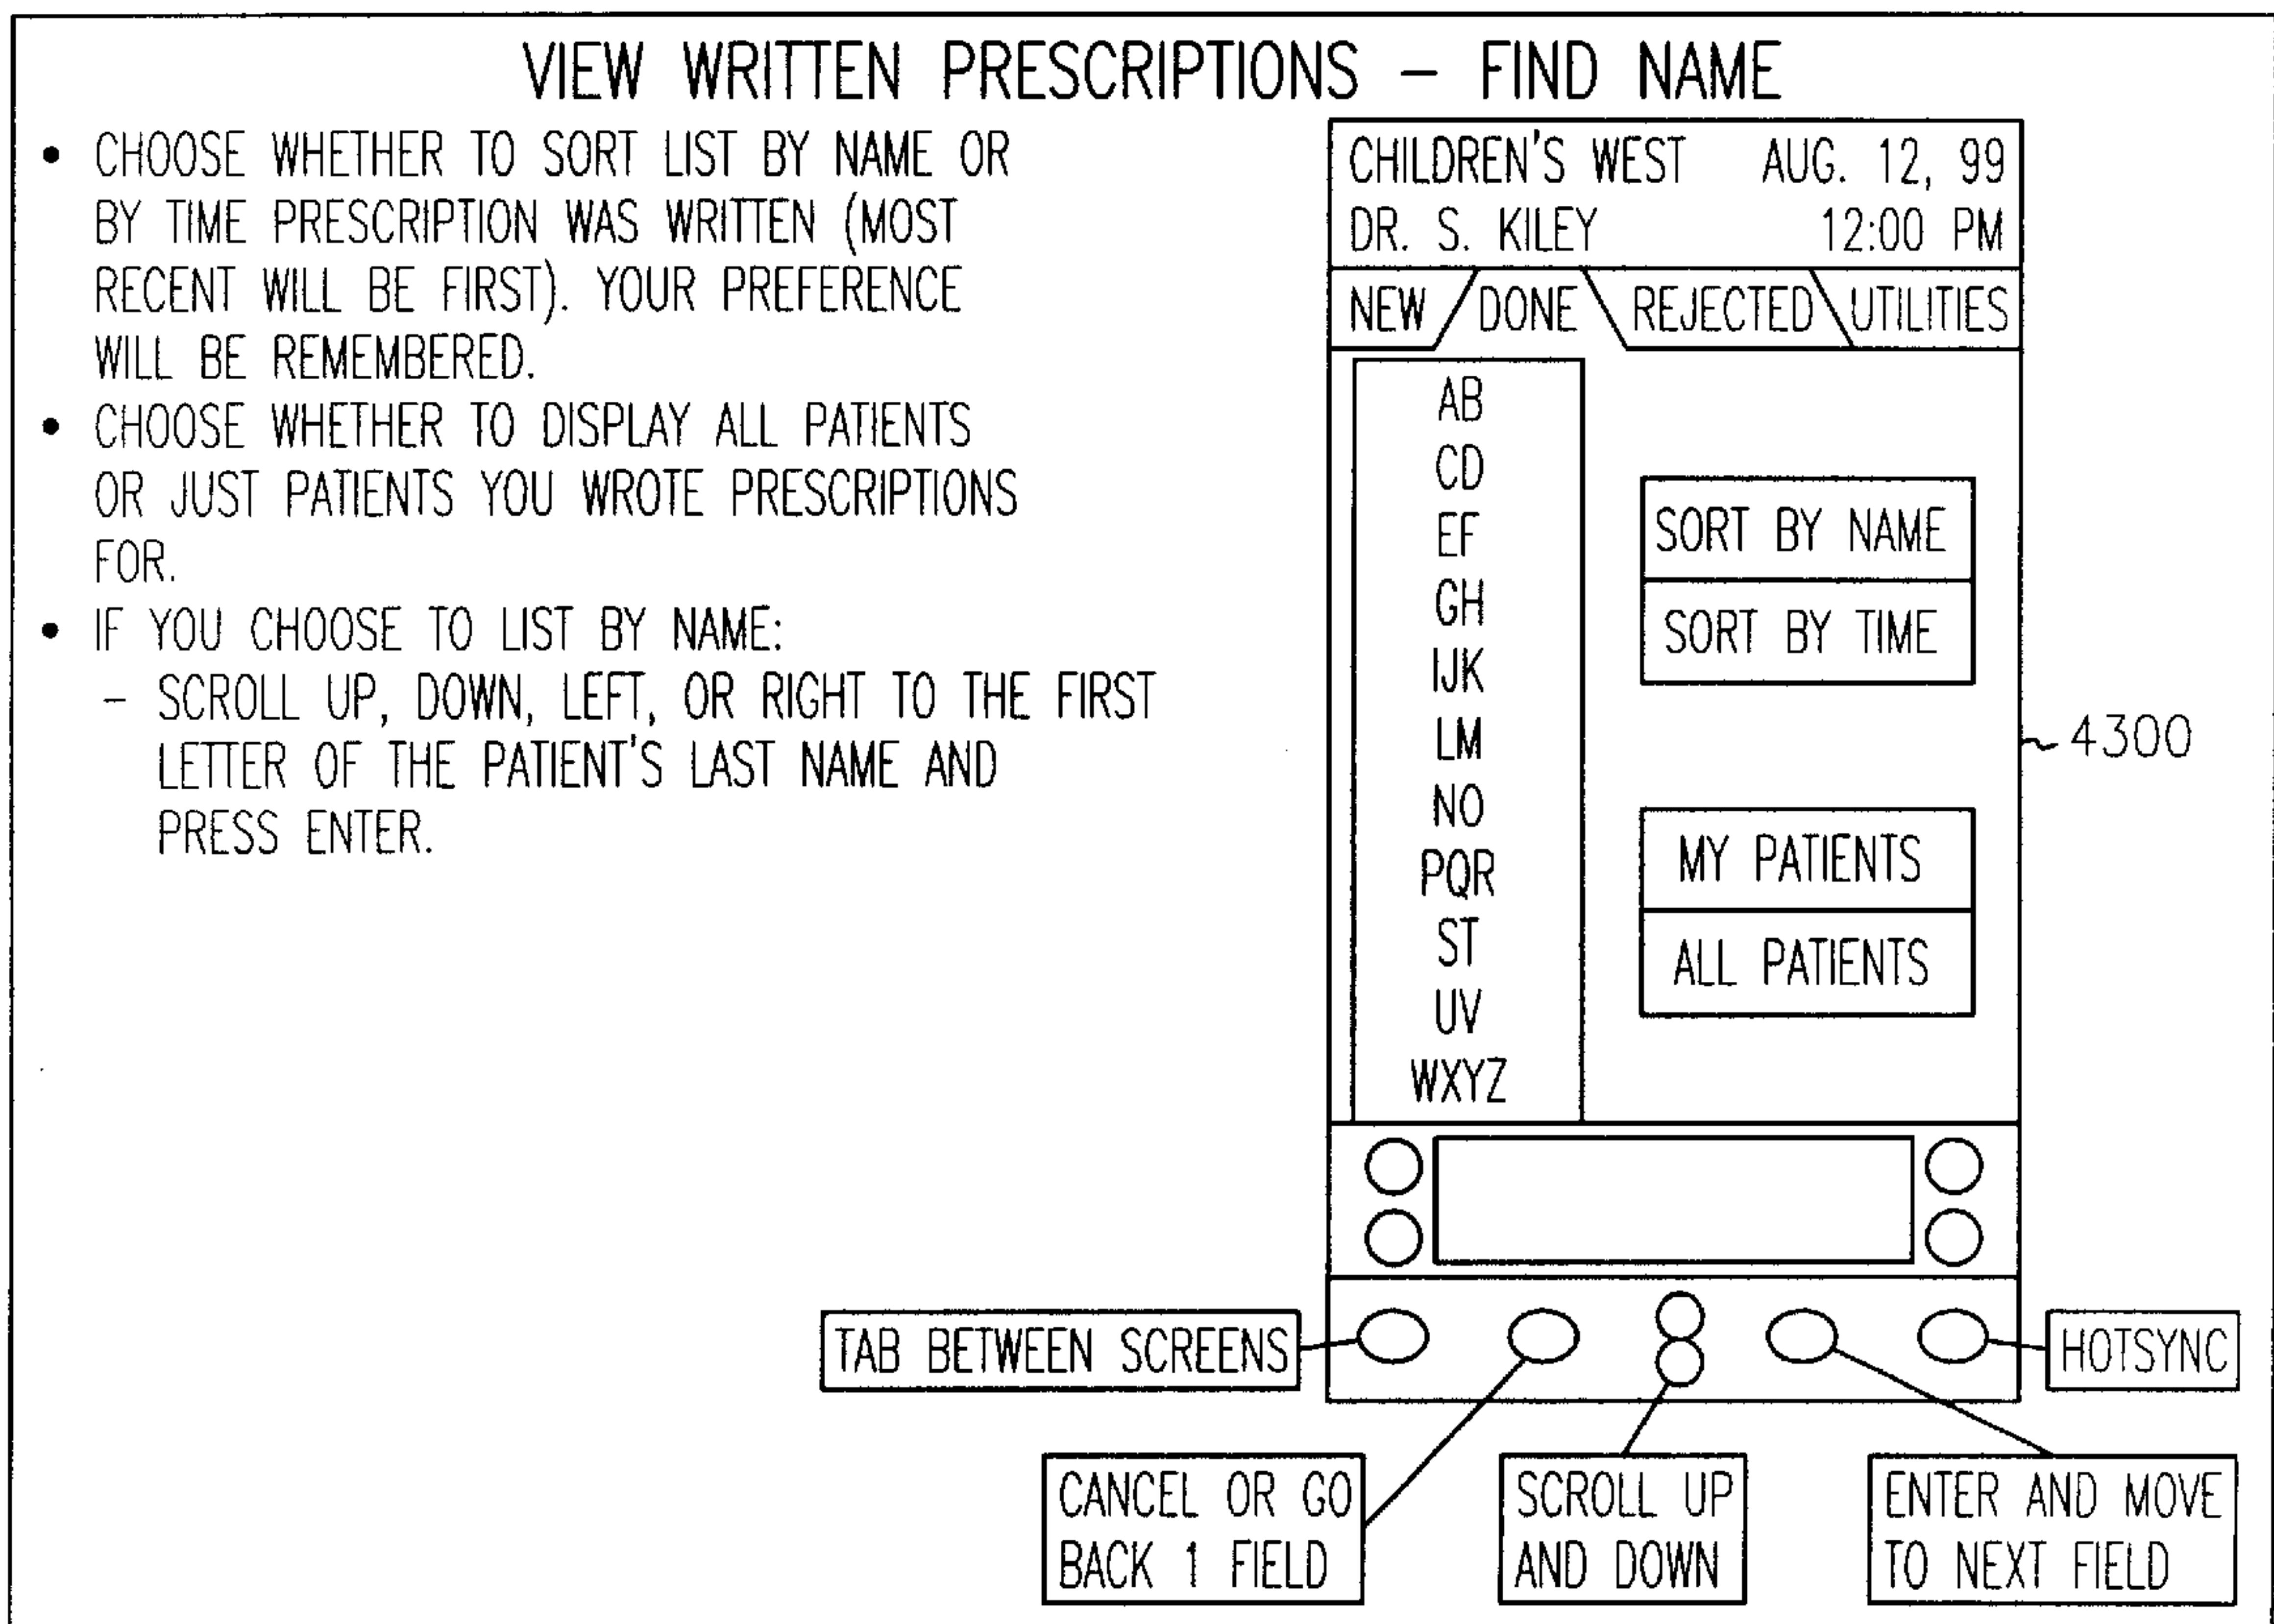 VIEW WRITTEN PRESCRIPTIONS – FIND NAME
• CHOOSE WHETHER TO SORT LIST BY NAME OR
BY TIME PRESCRIPTION WAS WRITTEN (MOST
RECENT WILL BE FIRST). YOUR PREFERENCE
WILL BE REMEMBERED.
• CHOOSE WHETHER TO DISPLAY ALL PATIENTS
OR JUST PATIENTS YOU WROTE PRESCRIPTIONS
FOR.
• IF YOU CHOOSE TO LIST BY NAME:
– SCROLL UP, DOWN, LEFT, OR RIGHT TO THE FIRST
LETTER OF THE PATIENT'S LAST NAME AND
PRESS ENTER.
CHILDREN'S WEST AUG. 12, 99
DR. S. KILEY 12:00 PM
NEW DONE REJECTED UTILITIES
AB
CD
EF
GH
IJK
LM
NO
PQR
ST
UV
WXYZ
SORT BY NAME
SORT BY TIME
MY PATIENTS
ALL PATIENTS
4300
TAB BETWEEN SCREENS
HOTSYNC
CANCEL OR GO
BACK 1 FIELD
SCROLL UP
AND DOWN
ENTER AND MOVE
TO NEXT FIELD